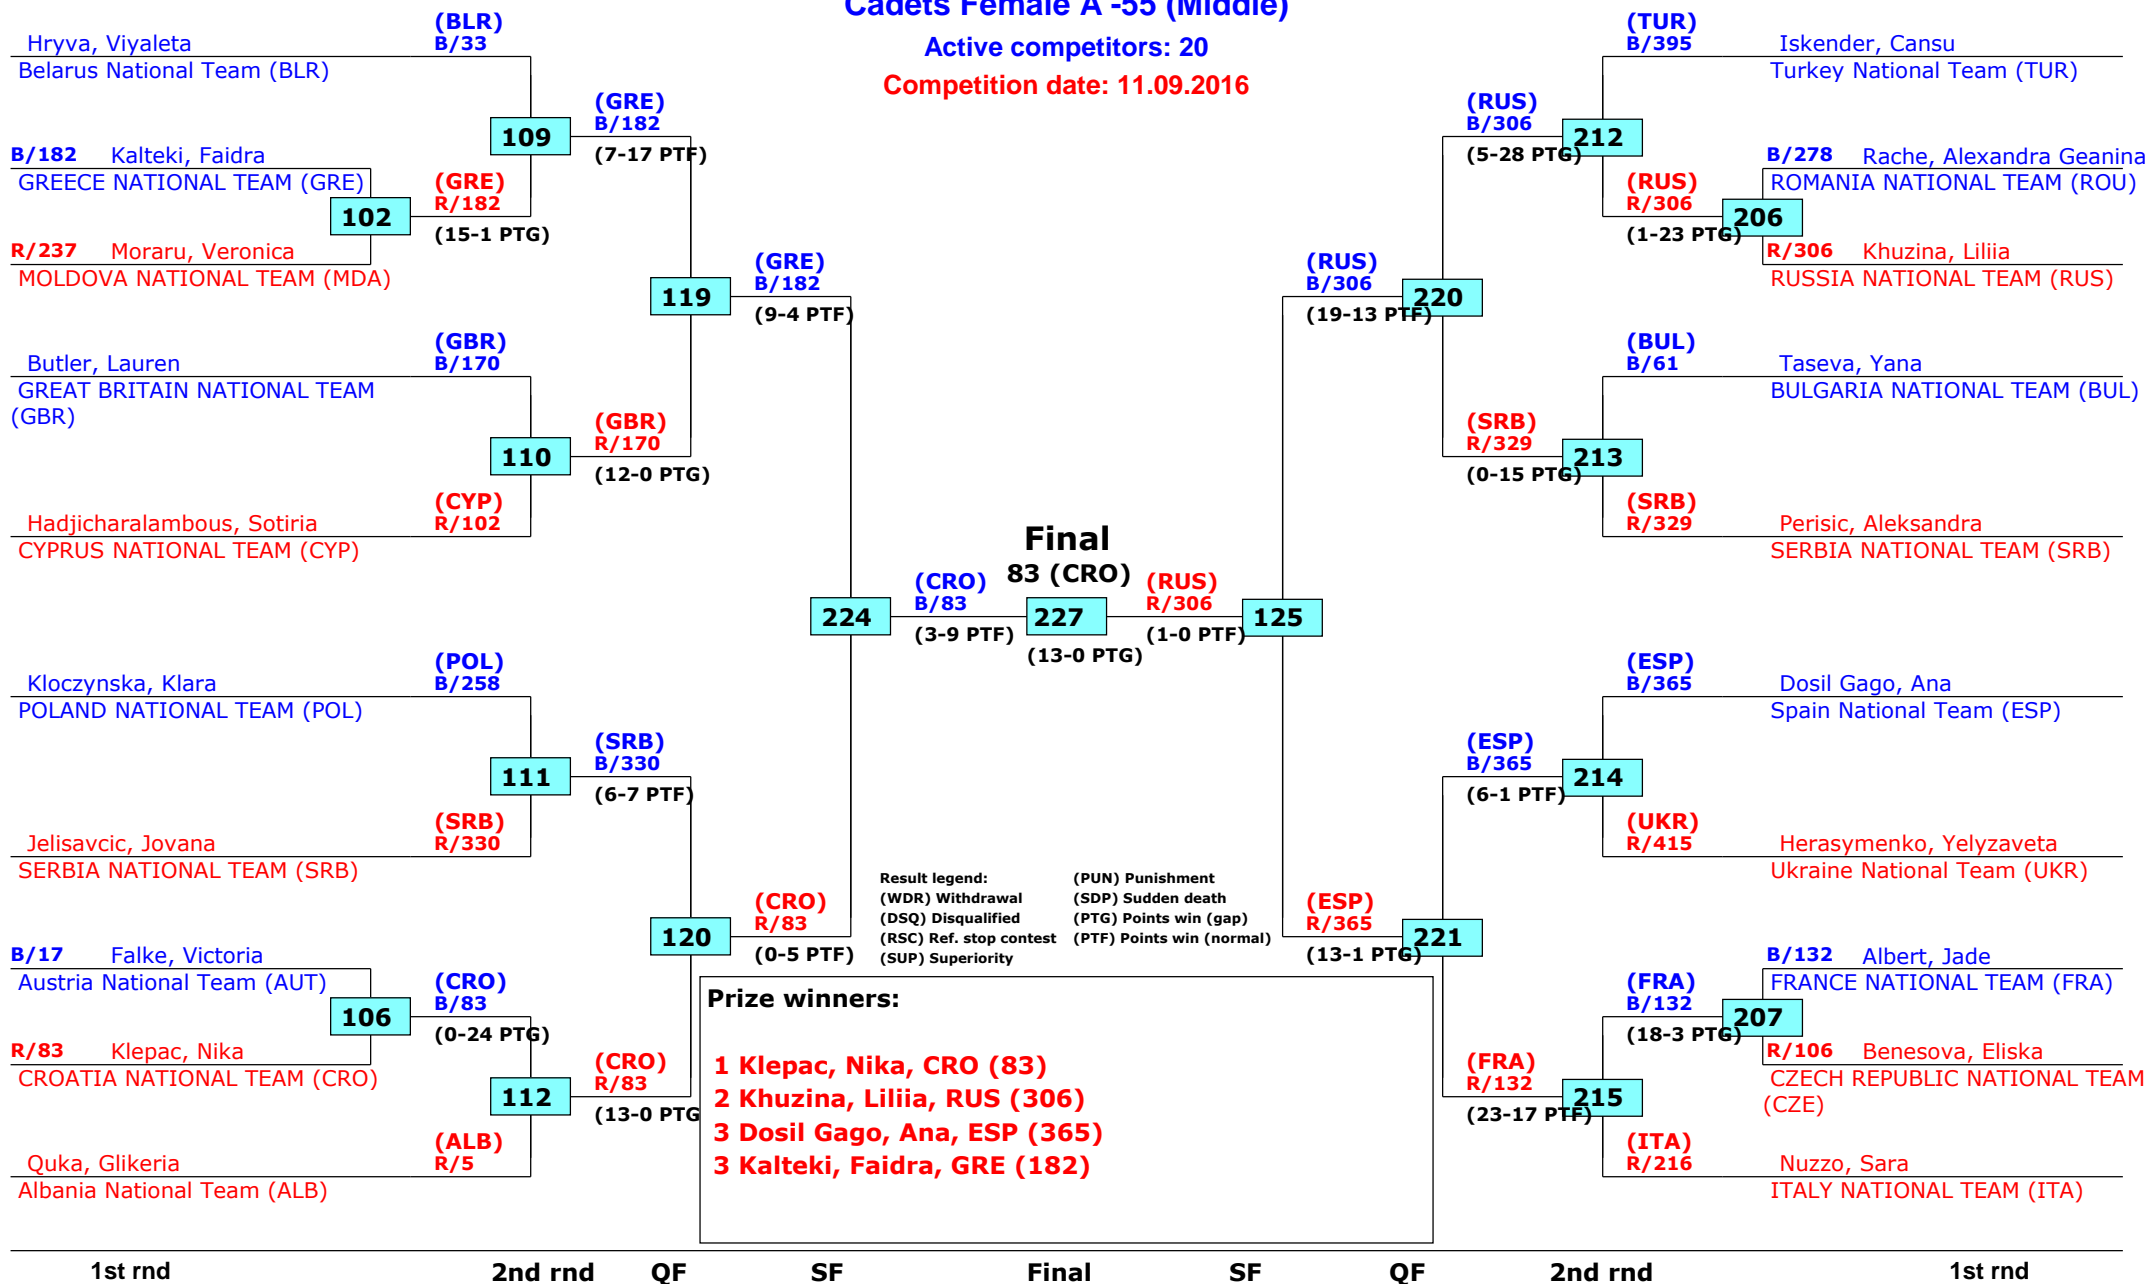 Cadets Female A -55 (Middle)
Active competitors: 20
Competition date: 11.09.2016
Hryva, Viyaleta
Belarus National Team (BLR)
(BLR)
B/33
B/182 Kalteki, Faidra
GREECE NATIONAL TEAM (GRE)
R/237 Moraru, Veronica
MOLDOVA NATIONAL TEAM (MDA)
102
(GRE)
R/182
(15-1 PTG)
109
(GRE)
B/182
(7-17 PTF)
Butler, Lauren
GREAT BRITAIN NATIONAL TEAM
(GBR)
(GBR)
B/170
Hadjicharalambous, Sotiria
CYPRUS NATIONAL TEAM (CYP)
(CYP)
R/102
110
(GBR)
R/170
(12-0 PTG)
119
(GRE)
B/182
(9-4 PTF)
Kloczynska, Klara
POLAND NATIONAL TEAM (POL)
(POL)
B/258
Jelisavcic, Jovana
SERBIA NATIONAL TEAM (SRB)
(SRB)
R/330
111
(SRB)
B/330
(6-7 PTF)
B/17 Falke, Victoria
Austria National Team (AUT)
R/83 Klepac, Nika
CROATIA NATIONAL TEAM (CRO)
106
(CRO)
B/83
(0-24 PTG)
Quka, Glikeria
Albania National Team (ALB)
(ALB)
R/5
112
(CRO)
R/83
(13-0 PTG
120
(CRO)
R/83
(0-5 PTF)
224
(CRO)
B/83
(3-9 PTF)
Final
83 (CRO)
227
(13-0 PTG)
(RUS)
R/306
(1-0 PTF)
125
(RUS)
B/306
(19-13 PTF)
220
(RUS)
B/306
(5-28 PTG)
212
(TUR)
B/395
Iskender, Cansu
Turkey National Team (TUR)
(RUS)
R/306
(1-23 PTG)
206
B/278 Rache, Alexandra Geanina
ROMANIA NATIONAL TEAM (ROU)
R/306 Khuzina, Liliia
RUSSIA NATIONAL TEAM (RUS)
(SRB)
R/329
(0-15 PTG)
213
(BUL)
B/61
Taseva, Yana
BULGARIA NATIONAL TEAM (BUL)
(SRB)
R/329
Perisic, Aleksandra
SERBIA NATIONAL TEAM (SRB)
(ESP)
R/365
(13-1 PTG)
221
(ESP)
B/365
(6-1 PTF)
214
(ESP)
B/365
Dosil Gago, Ana
Spain National Team (ESP)
(UKR)
R/415
Herasymenko, Yelyzaveta
Ukraine National Team (UKR)
(FRA)
R/132
(23-17 PTF)
215
(FRA)
B/132
(18-3 PTG)
207
B/132 Albert, Jade
FRANCE NATIONAL TEAM (FRA)
R/106 Benesova, Eliska
CZECH REPUBLIC NATIONAL TEAM
(CZE)
(ITA)
R/216
Nuzzo, Sara
ITALY NATIONAL TEAM (ITA)
Result legend: (PUN) Punishment
(WDR) Withdrawal (SDP) Sudden death
(DSQ) Disqualified (PTG) Points win (gap)
(RSC) Ref. stop contest (PTF) Points win (normal)
(SUP) Superiority
Prize winners:
1 Klepac, Nika, CRO (83)
2 Khuzina, Liliia, RUS (306)
3 Dosil Gago, Ana, ESP (365)
3 Kalteki, Faidra, GRE (182)
1st rnd 2nd rnd QF SF Final SF QF 2nd rnd 1st rnd